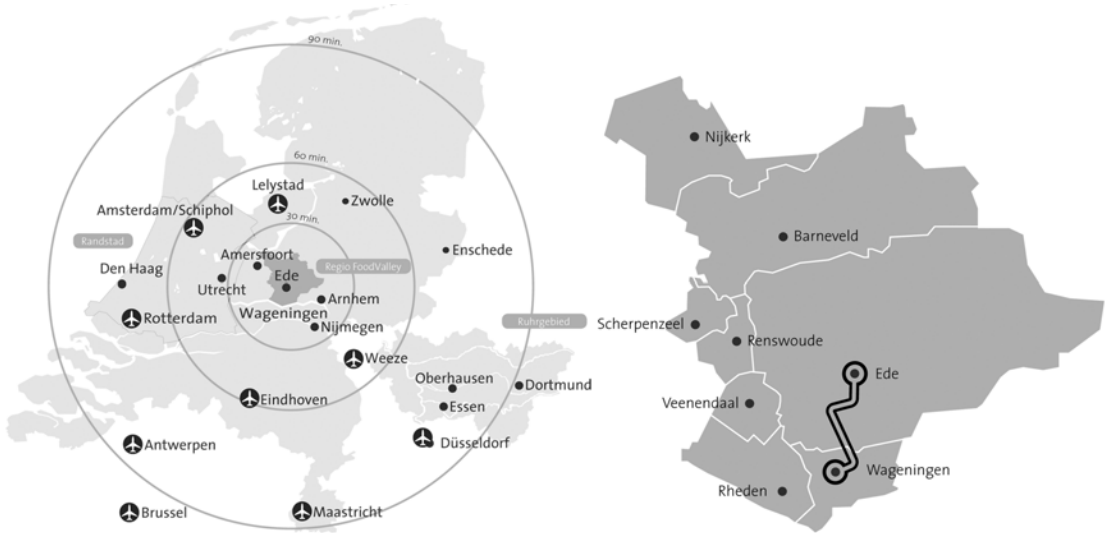 90 min.
60 min.
Lelystad
Zwolle
Amsterdam/Schiphol
30 min.
Randstad
Amersfoort
Enschede
Den Haag
Regio FoodValley
Utrecht
Ede
Arnhem
Rotterdam
Wageningen
Nijmegen
Ruhrgebied
Weeze
Oberhausen
Dortmund
Eindhoven
Essen
Antwerpen
Düsseldorf
Brussel
Maastricht
Nijkerk
Barneveld
Scherpenzeel
Renswoude
Ede
Veenendaal
Wageningen
Rheden